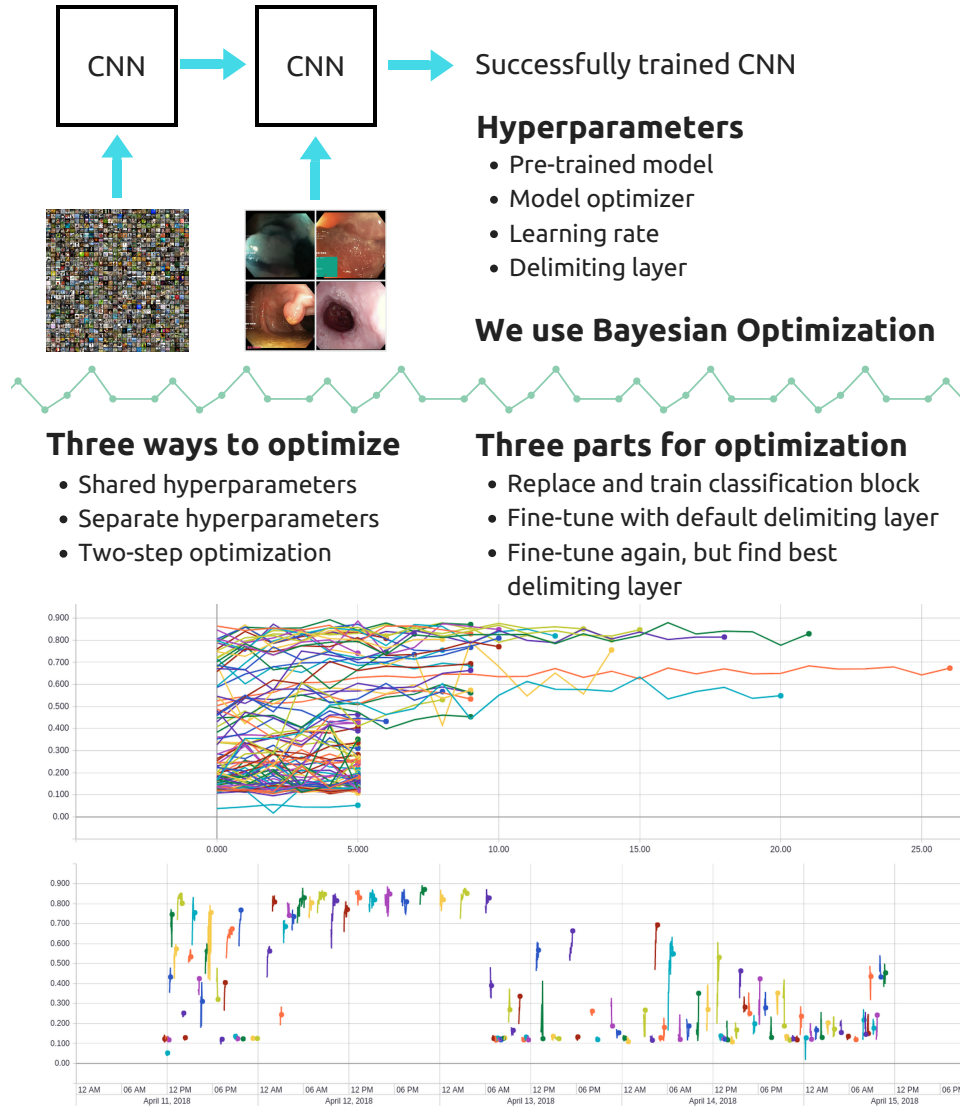 CNN
CNN
Successfully trained CNN
Hyperparameters
• Pre-trained model
• Model optimizer
• Learning rate
• Delimiting layer
We use Bayesian Optimization
Three ways to optimize
• Shared hyperparameters
• Separate hyperparameters
• Two-step optimization
Three parts for optimization
• Replace and train classification block
• Fine-tune with default delimiting layer
• Fine-tune again, but find best
delimiting layer
0.900
0.800
0.700
0.600
0.500
0.400
0.300
0.200
0.100
0.00
0.000 5.000 10.00 15.00 20.00 25.00
0.900
0.800
0.700
0.600
0.500
0.400
0.300
0.200
0.100
0.00
12 AM 06 AM 12 PM 06 PM 12 AM 06 AM 12 PM 06 PM 12 AM 06 AM 12 PM 06 PM 12 AM 06 AM 12 PM 06 PM 12 AM 06 AM 12 PM 06 PM
April 11, 2018 April 12, 2018 April 13, 2018 April 14, 2018 April 15, 2018